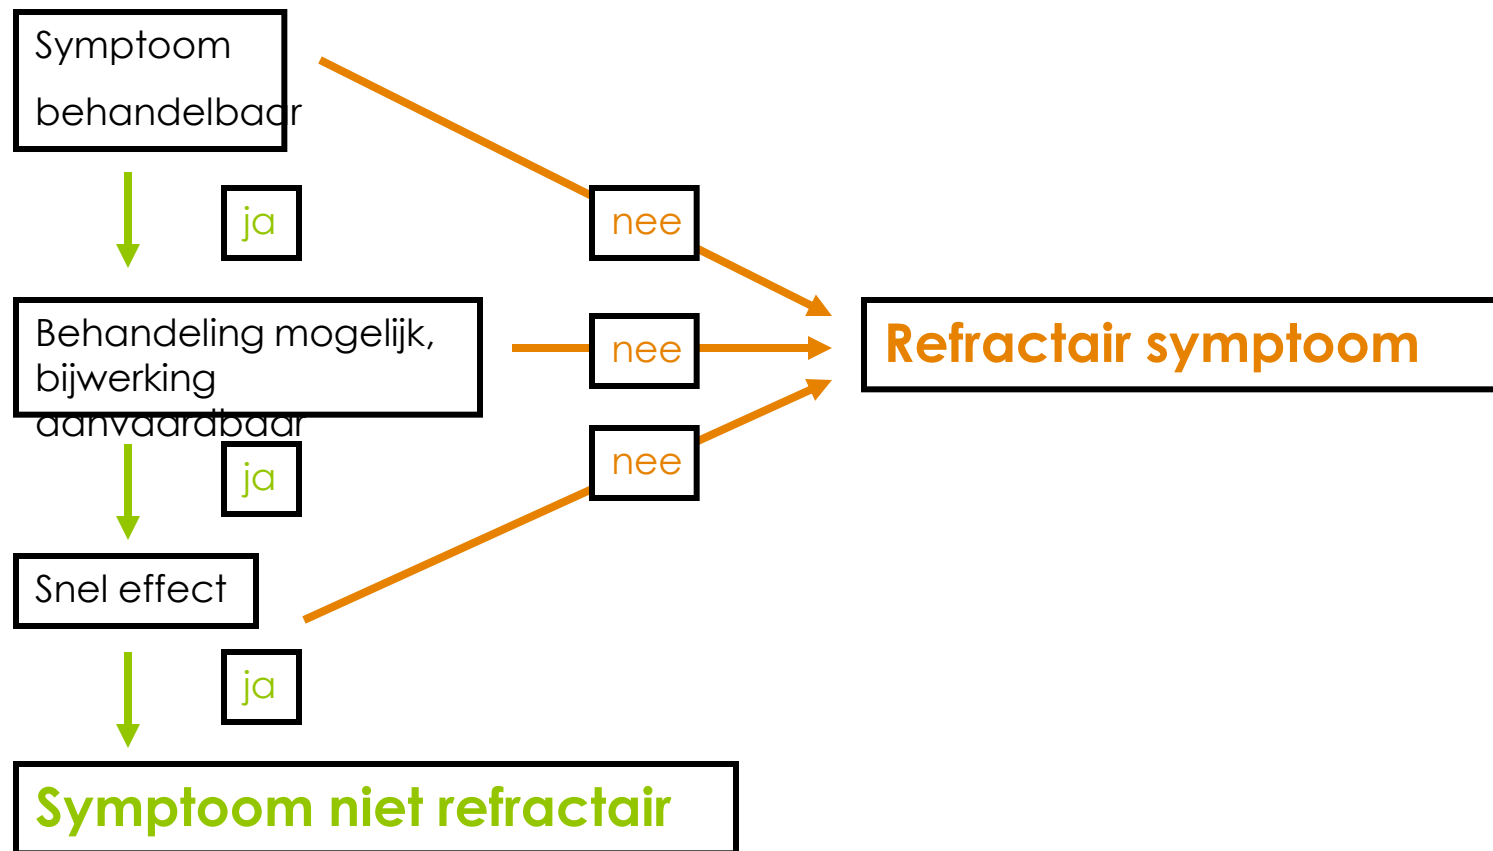 Symptoom
behandelbaar
ja
nee
Behandeling mogelijk,
bijwerking
aanvaardbaar
nee
Refractair symptoom
ja
nee
Snel effect
ja
Symptoom niet refractair